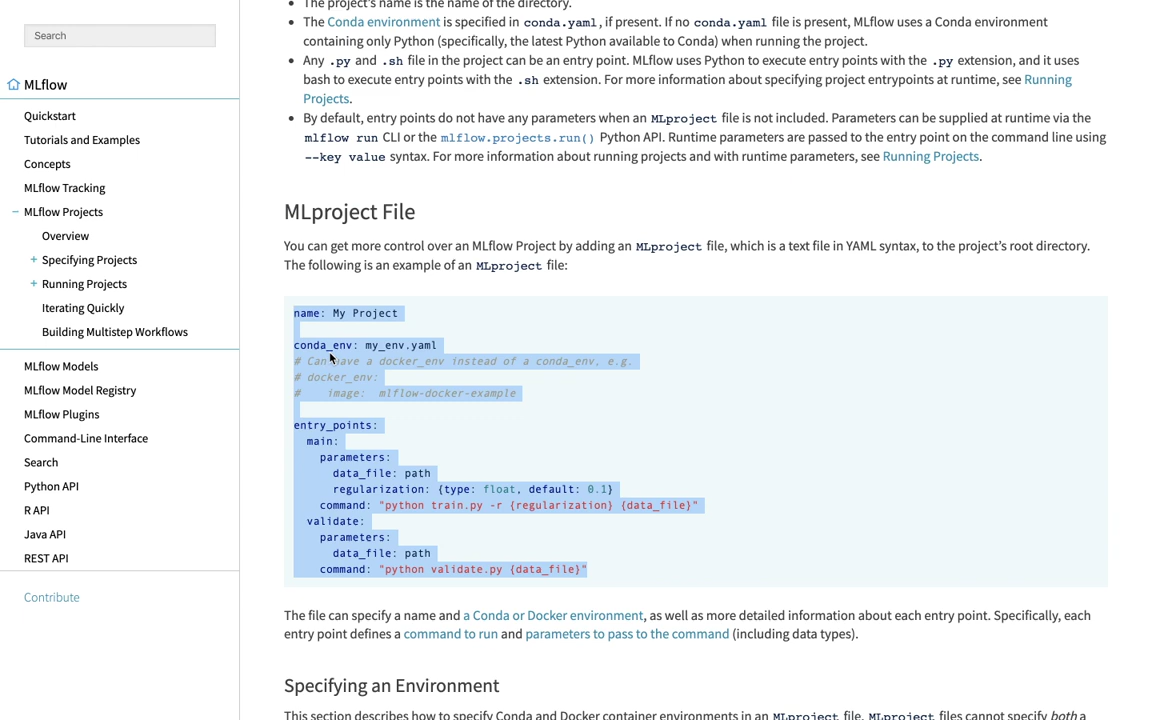 Search
MLflow
Quickstart
Tutorials and Examples
Concepts
MLflow Tracking
MLflow Projects
Overview
Specifying Projects
Running Projects
Iterating Quickly
Building Multistep Workflows
MLflow Models
MLflow Model Registry
MLflow Plugins
Command-Line Interface
Search
Python API
R API
Java API
REST API
Contribute
The project's name is the name of the directory.
The Conda environment is specified in conda.yaml, if present. If no conda.yaml file is present, MLflow uses a Conda environment
containing only Python (specifically, the latest Python available to Conda) when running the project.
Any .py and .sh file in the project can be an entry point. MLflow uses Python to execute entry points with the .py extension, and it uses
bash to execute entry points with the .sh extension. For more information about specifying project entrypoints at runtime, see Running
Projects.
By default, entry points do not have any parameters when an MLproject file is not included. Parameters can be supplied at runtime via the
mlflow run CLI or the mlflow.projects.run() Python API. Runtime parameters are passed to the entry point on the command line using
--key value syntax. For more information about running projects and with runtime parameters, see Running Projects.
MLproject File
You can get more control over an MLflow Project by adding an MLproject file, which is a text file in YAML syntax, to the project's root directory.
The following is an example of an MLproject file:
name: My Project
conda_env: my_env.yaml
# Can have a docker_env instead of a conda_env, e.g.
# docker_env:
#    image:  mlflow-docker-example
entry_points:
  main:
    parameters:
      data_file: path
      regularization: {type: float, default: 0.1}
    command: "python train.py -r {regularization} {data_file}"
  validate:
    parameters:
      data_file: path
    command: "python validate.py {data_file}"
The file can specify a name and a Conda or Docker environment, as well as more detailed information about each entry point. Specifically, each
entry point defines a command to run and parameters to pass to the command (including data types).
Specifying an Environment
This section describes how to specify Conda and Docker container environments in an MLproject file. MLproject files cannot specify both a